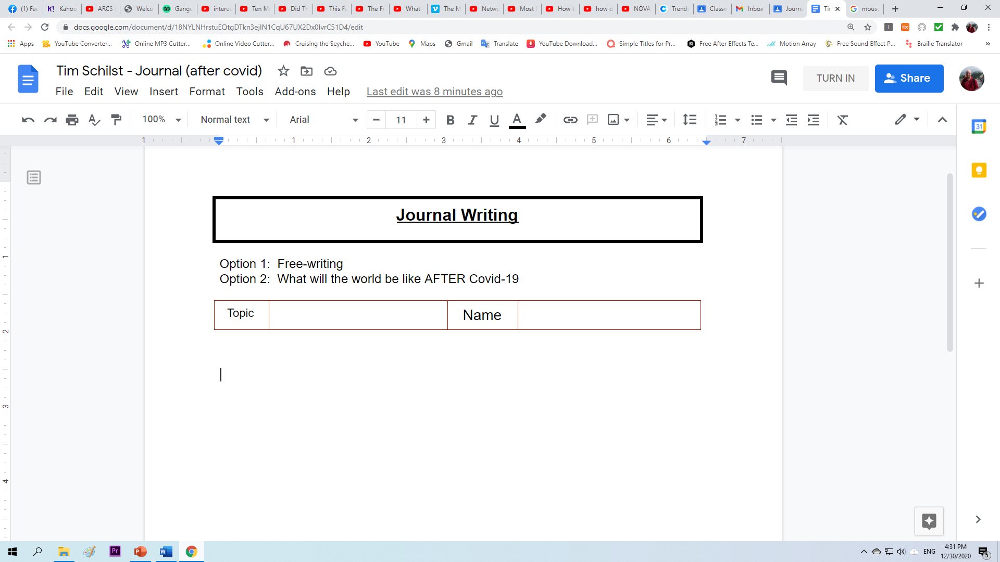 (1) Fac Kahoo ARCS Welco Gangc interes Ten M Did Th This Fa The Fr What The M Netwo Most How t how d NOVA Trendi Classw Inbox Journa Tir mouse
docs.google.com/document/d/18NYLNHrstuEQtgDTkn3ejIN1CqU67UX2Dx0IvrC51D4/edit
Apps YouTube Converter... Online MP3 Cutter... Online Video Cutter... Cruising the Seyche... YouTube Maps Gmail Translate YouTube Download... Simple Titles for Pr... Free After Effects Te... Motion Array Free Sound Effect P... Braille Translator »
Tim Schilst - Journal (after covid)
TURN IN Share
File Edit View Insert Format Tools Add-ons Help Last edit was 8 minutes ago
100% Normal text Arial − 11 + B I U A
1 1 2 3 4 5 6 7
31
Journal Writing
1
Option 1: Free-writing
Option 2: What will the world be like AFTER Covid-19
Topic Name
2
3
4
Pr P W ENG 4:31 PM
12/30/2020 5